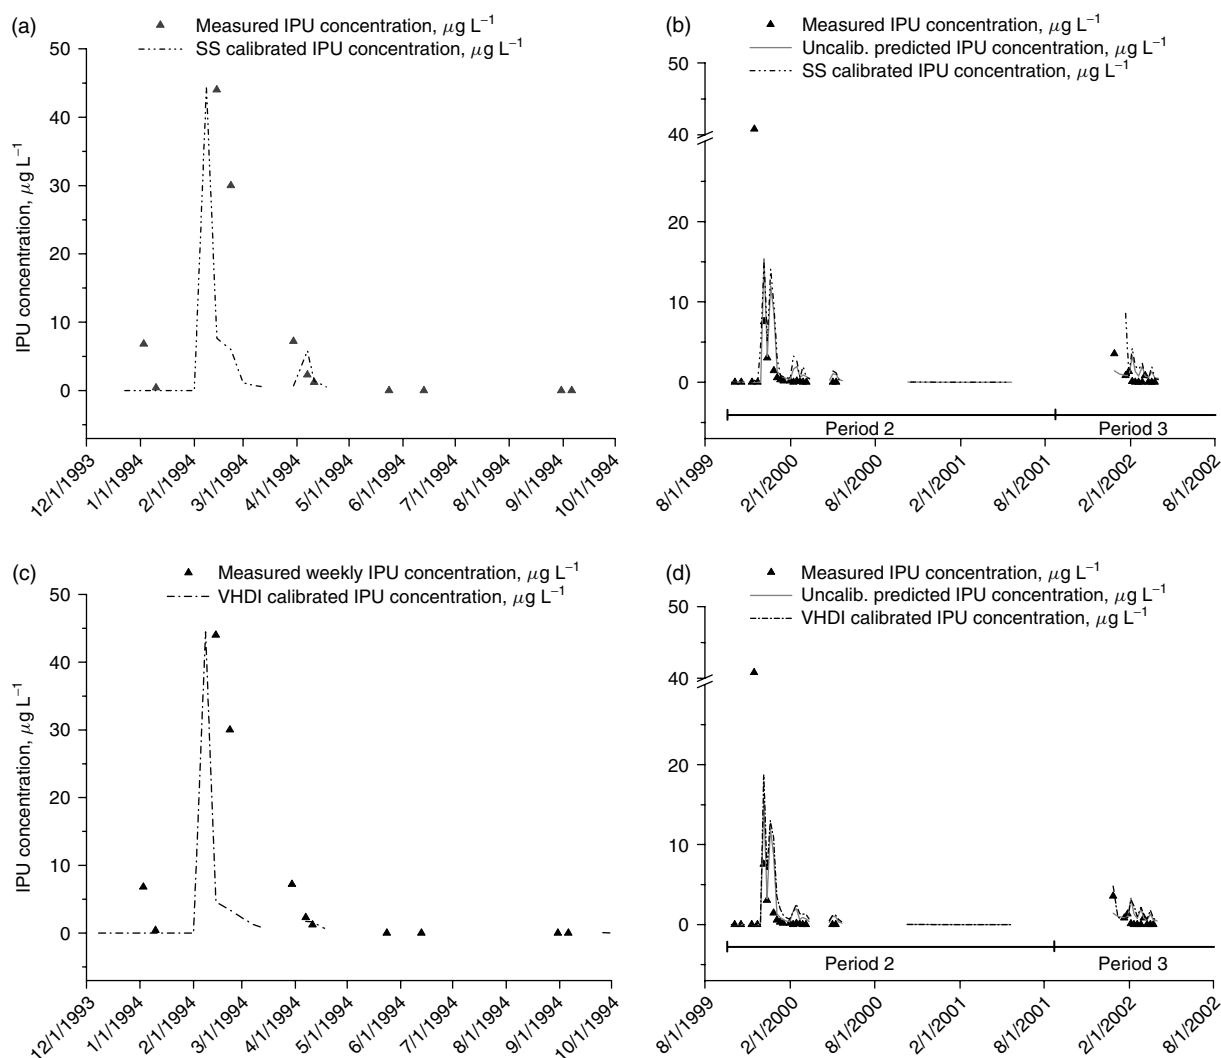 (a)
Measured IPU concentration, μg L⁻¹
SS calibrated IPU concentration, μg L⁻¹
50
40
30
20
10
0
IPU concentration, μg L⁻¹
12/1/1993
1/1/1994
2/1/1994
3/1/1994
4/1/1994
5/1/1994
6/1/1994
7/1/1994
8/1/1994
9/1/1994
10/1/1994
(b)
Measured IPU concentration, μg L⁻¹
Uncalib. predicted IPU concentration, μg L⁻¹
SS calibrated IPU concentration, μg L⁻¹
50
40
20
10
0
Period 2
Period 3
8/1/1999
2/1/2000
8/1/2000
2/1/2001
8/1/2001
2/1/2002
8/1/2002
(c)
Measured weekly IPU concentration, μg L⁻¹
VHDI calibrated IPU concentration, μg L⁻¹
50
40
30
20
10
0
IPU concentration, μg L⁻¹
12/1/1993
1/1/1994
2/1/1994
3/1/1994
4/1/1994
5/1/1994
6/1/1994
7/1/1994
8/1/1994
9/1/1994
10/1/1994
(d)
Measured IPU concentration, μg L⁻¹
Uncalib. predicted IPU concentration, μg L⁻¹
VHDI calibrated IPU concentration, μg L⁻¹
50
40
20
10
0
Period 2
Period 3
8/1/1999
2/1/2000
8/1/2000
2/1/2001
8/1/2001
2/1/2002
8/1/2002